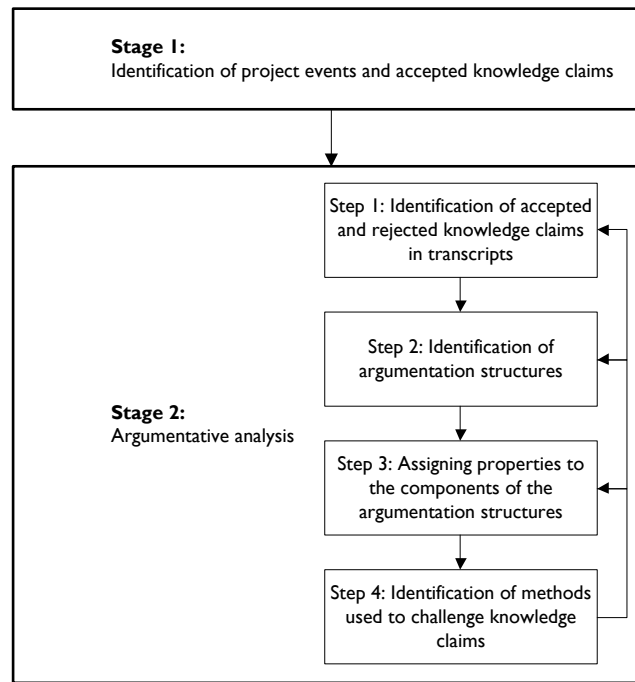 Stage 1:
Identification of project events and accepted knowledge claims
Step 1: Identification of accepted
and rejected knowledge claims
in transcripts
Step 2: Identification of
argumentation structures
Stage 2:
Argumentative analysis
Step 3: Assigning properties to
the components of the
argumentation structures
Step 4: Identification of methods
used to challenge knowledge
claims